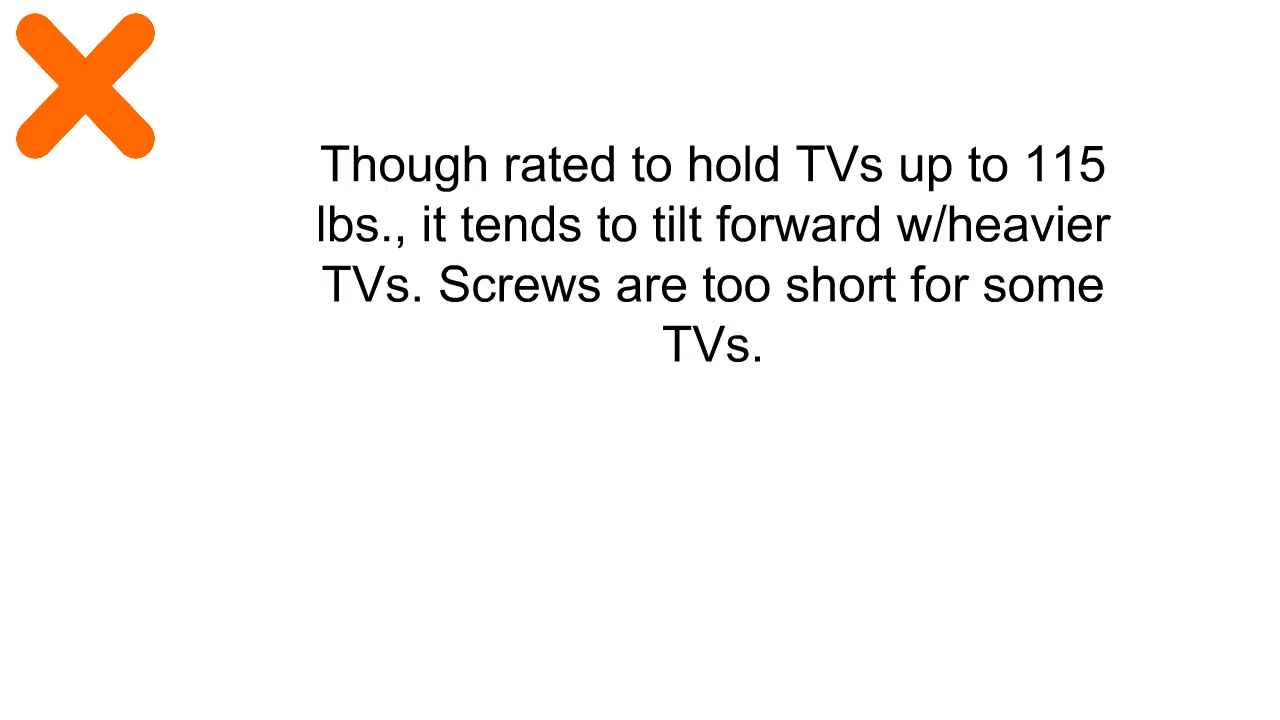 Though rated to hold TVs up to 115
lbs., it tends to tilt forward w/heavier
TVs. Screws are too short for some
TVs.